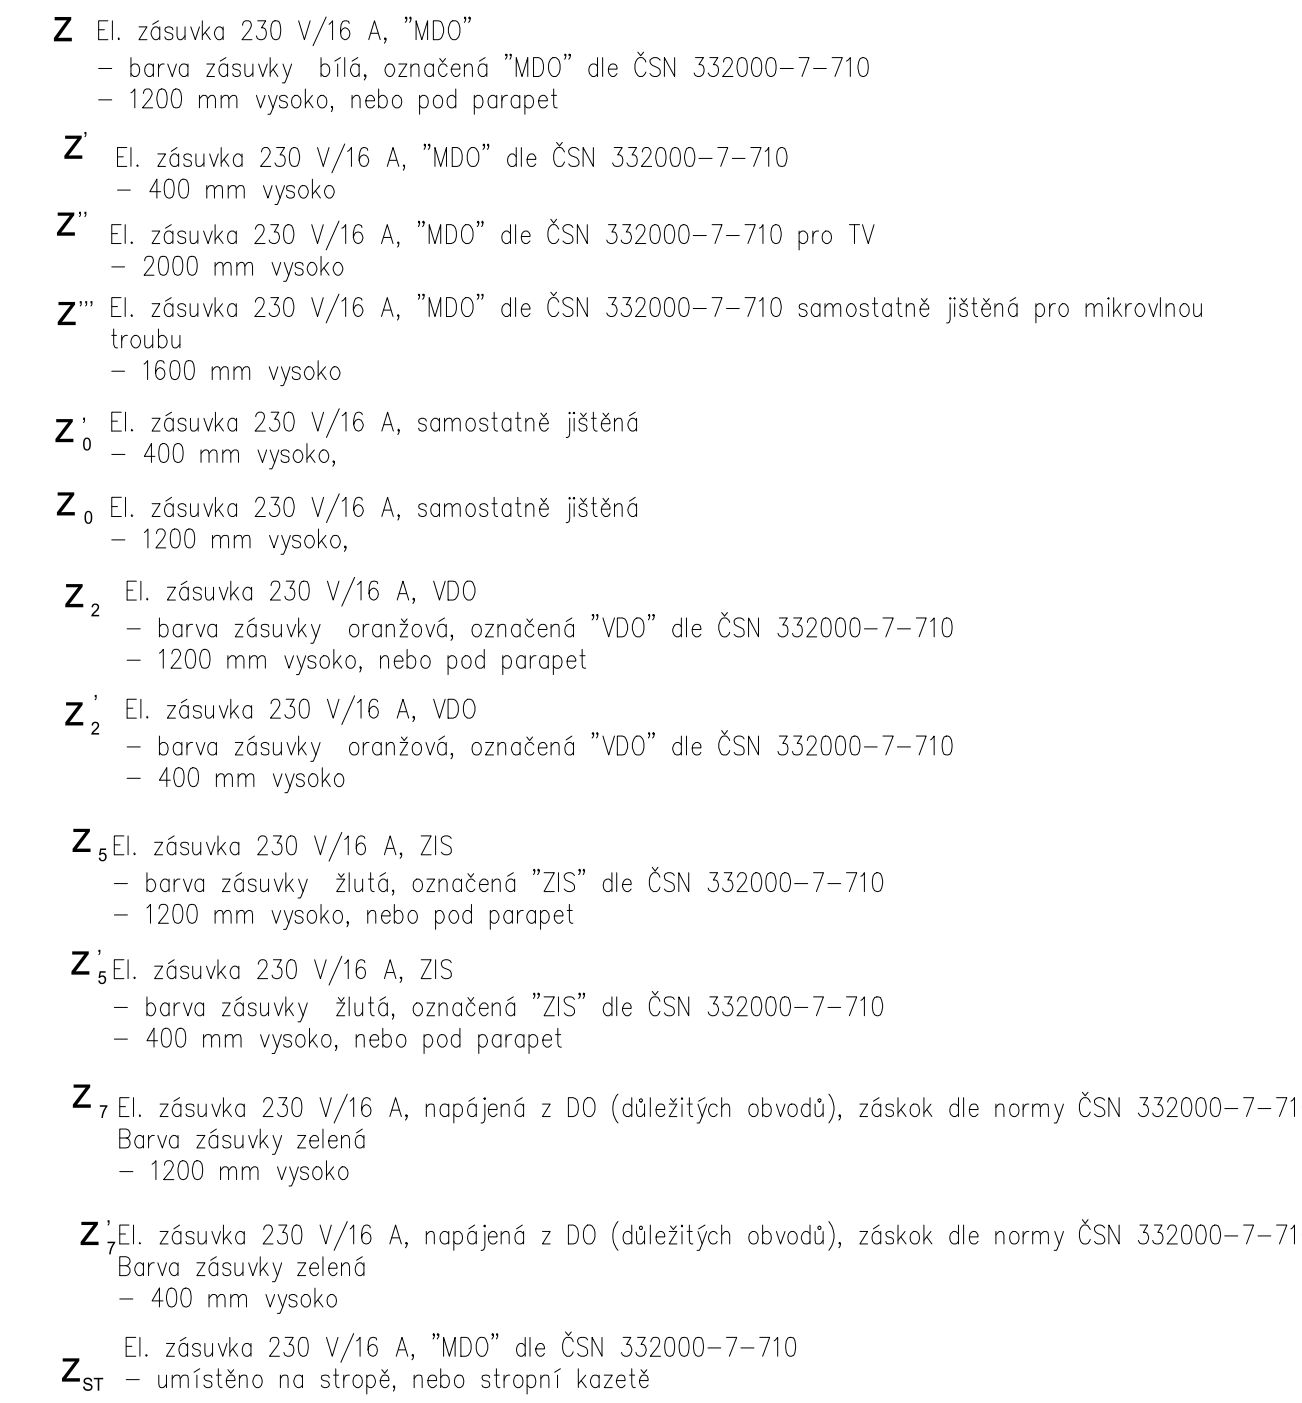 Z El. zásuvka 230 V/16 A, "MDO"
– barva zásuvky bílá, označená "MDO" dle ČSN 332000–7–710
– 1200 mm vysoko, nebo pod parapet
Z' El. zásuvka 230 V/16 A, "MDO" dle ČSN 332000–7–710
– 400 mm vysoko
Z'' El. zásuvka 230 V/16 A, "MDO" dle ČSN 332000–7–710 pro TV
– 2000 mm vysoko
Z''' El. zásuvka 230 V/16 A, "MDO" dle ČSN 332000–7–710 samostatně jištěná pro mikrovlnou
troubu
– 1600 mm vysoko
Z'0 El. zásuvka 230 V/16 A, samostatně jištěná
– 400 mm vysoko,
Z0 El. zásuvka 230 V/16 A, samostatně jištěná
– 1200 mm vysoko,
Z2 El. zásuvka 230 V/16 A, VDO
– barva zásuvky oranžová, označená "VDO" dle ČSN 332000–7–710
– 1200 mm vysoko, nebo pod parapet
Z'2 El. zásuvka 230 V/16 A, VDO
– barva zásuvky oranžová, označená "VDO" dle ČSN 332000–7–710
– 400 mm vysoko
Z5 El. zásuvka 230 V/16 A, ZIS
– barva zásuvky žlutá, označená "ZIS" dle ČSN 332000–7–710
– 1200 mm vysoko, nebo pod parapet
Z'5 El. zásuvka 230 V/16 A, ZIS
– barva zásuvky žlutá, označená "ZIS" dle ČSN 332000–7–710
– 400 mm vysoko, nebo pod parapet
Z7 El. zásuvka 230 V/16 A, napájená z DO (důležitých obvodů), záskok dle normy ČSN 332000–7–71
Barva zásuvky zelená
– 1200 mm vysoko
Z'7 El. zásuvka 230 V/16 A, napájená z DO (důležitých obvodů), záskok dle normy ČSN 332000–7–71
Barva zásuvky zelená
– 400 mm vysoko
El. zásuvka 230 V/16 A, "MDO" dle ČSN 332000–7–710
ZST – umístěno na stropě, nebo stropní kazetě